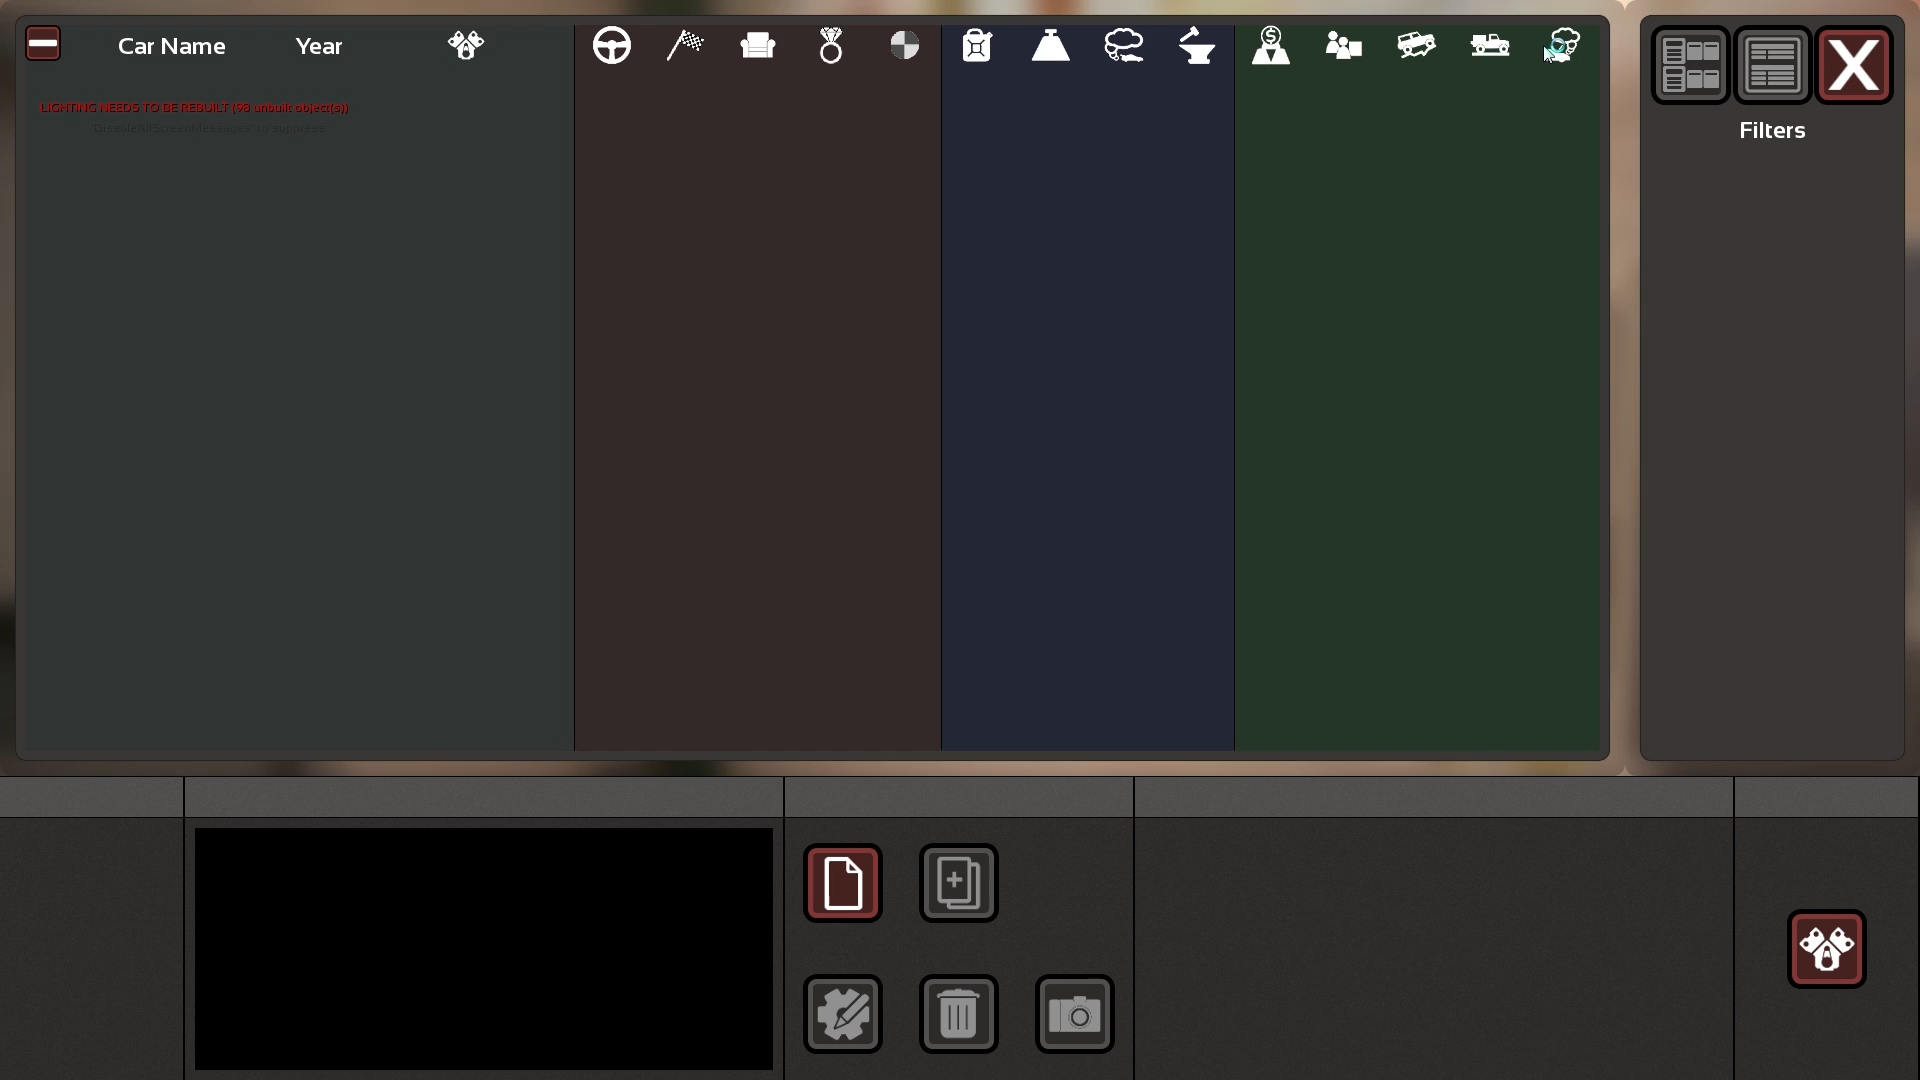 Car Name Year
LIGHTING NEEDS TO BE REBUILT (98 unbuilt object(s))
'DisableAllScreenMessages' to suppress
Filters